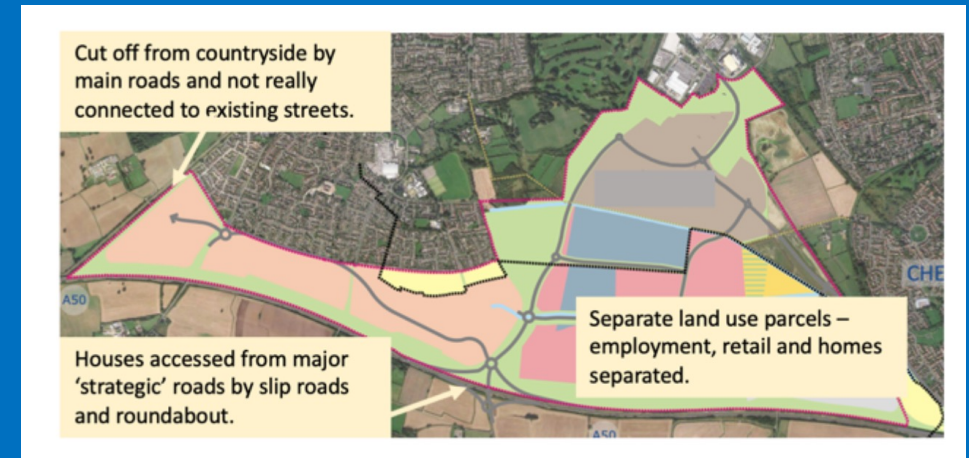 Cut off from countryside by
main roads and not really
connected to existing streets.
CHE
A50
Separate land use parcels –
employment, retail and homes
separated.
Houses accessed from major
‘strategic’ roads by slip roads
and roundabout.
A50